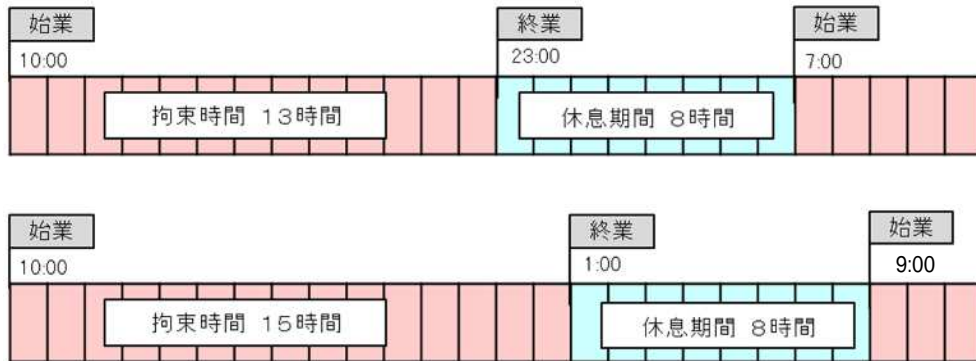 始業
終業
始業
10:00
23:00
7:00
拘束時間 13時間
休息期間 8時間
始業
終業
始業
10:00
1:00
9:00
拘束時間 15時間
休息期間 8時間